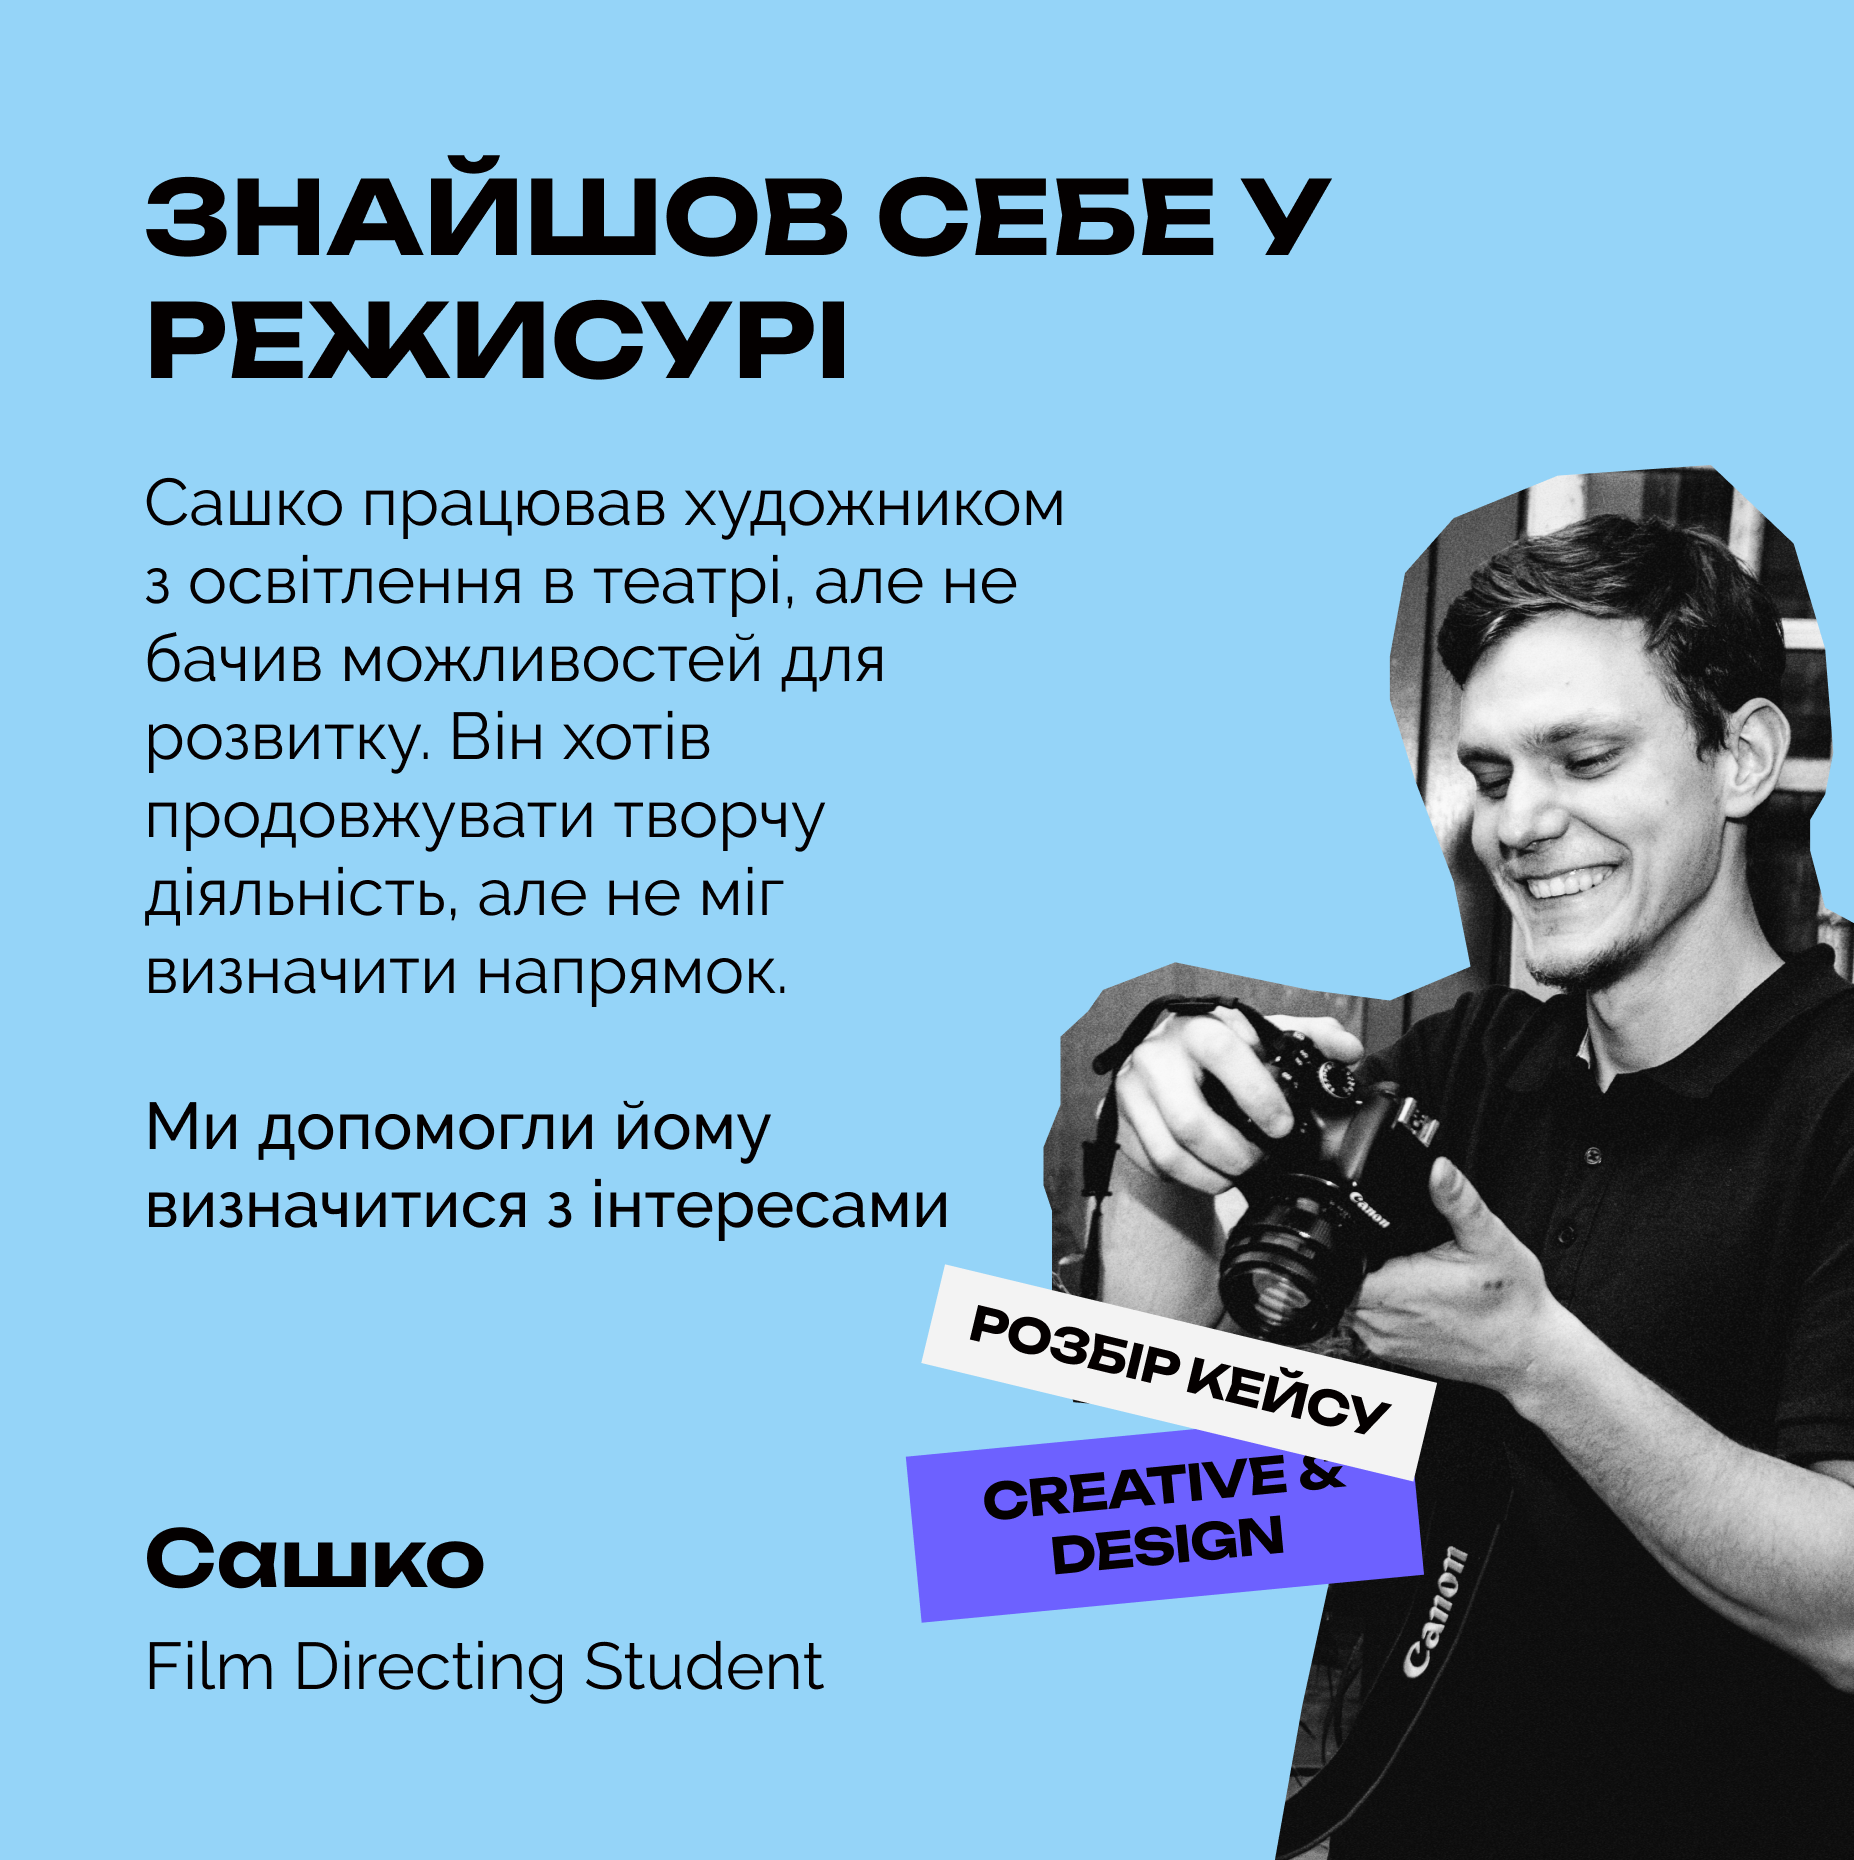 ЗНАЙШОВ СЕБЕ У
РЕЖИСУРІ
Сашко працював художником
з освітлення в театрі, але не
бачив можливостей для
розвитку. Він хотів
продовжувати творчу
діяльність, але не міг
визначити напрямок.
Ми допомогли йому
визначитися з інтересами
Canon
РОЗБІР КЕЙСУ
CREATIVE &
DESIGN
Canon
Сашко
Film Directing Student